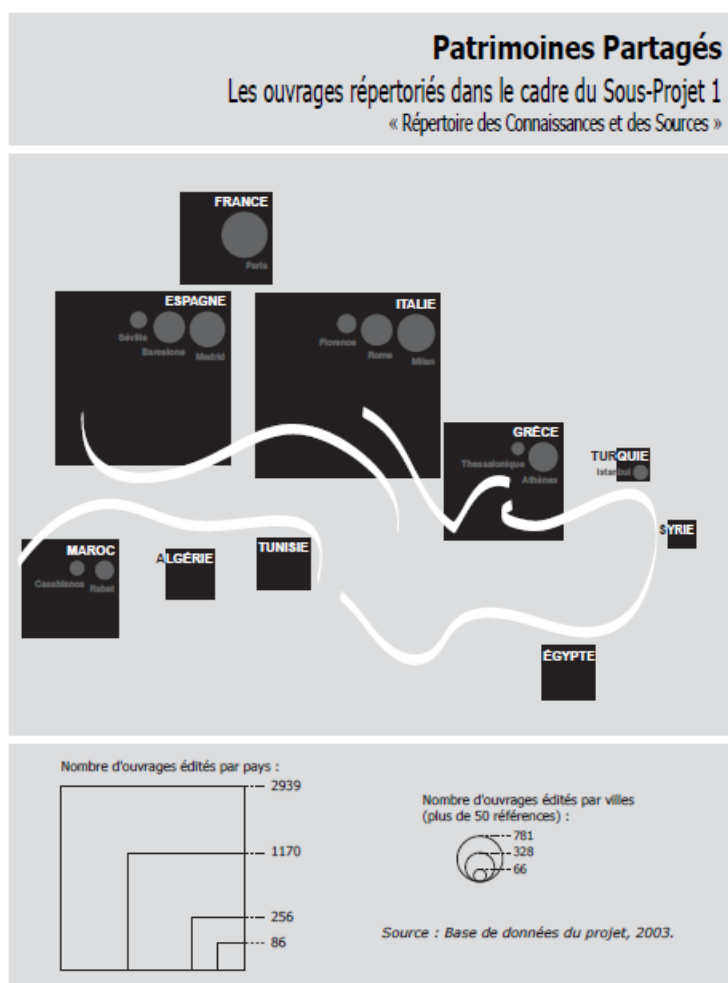 Patrimoines Partagés
Les ouvrages répertoriés dans le cadre du Sous-Projet 1
« Répertoire des Connaissances et des Sources »
FRANCE
Paris
ESPAGNE
Séville
Barcelone
Madrid
ITALIE
Florence
Rome
Milan
GRÈCE
Thessalonique
Athènes
TURQUIE
Istanbul
SYRIE
MAROC
Casablanca
Rabat
ALGÉRIE
TUNISIE
ÉGYPTE
Nombre d'ouvrages édités par pays :
2939
1170
256
86
Nombre d'ouvrages édités par villes
(plus de 50 références) :
781
328
66
Source : Base de données du projet, 2003.